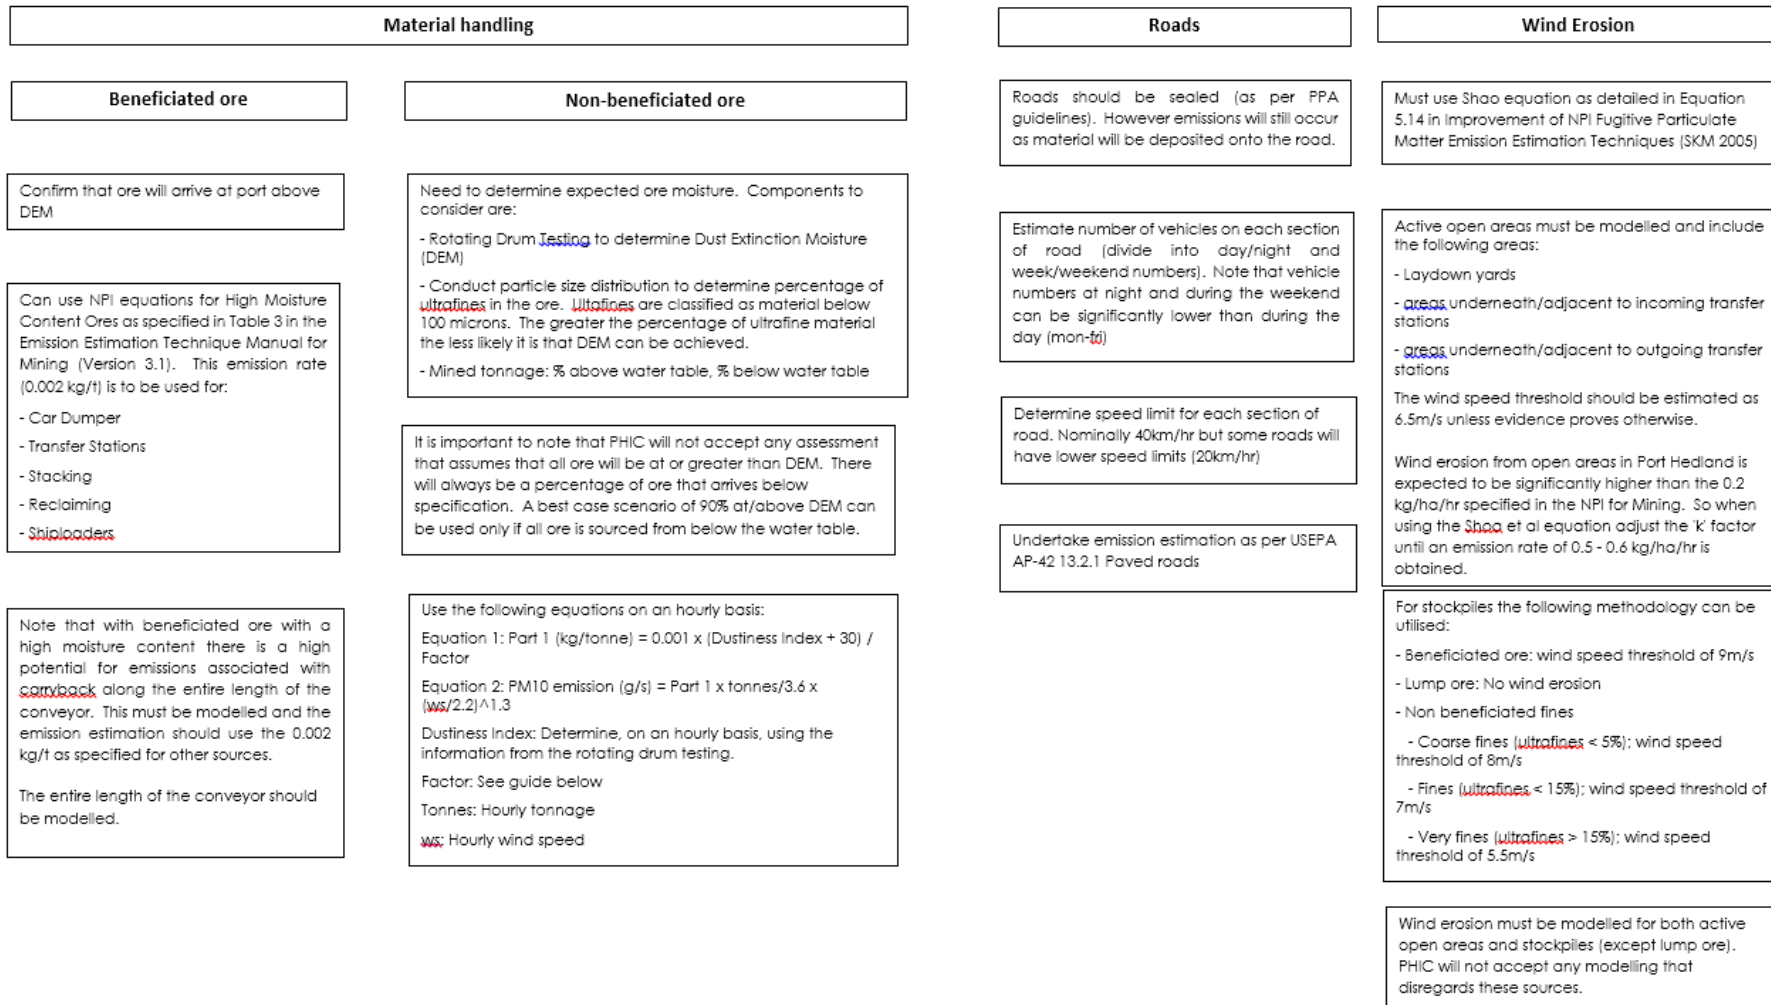 Material handling
Beneficiated ore
Confirm that ore will arrive at port above
DEM
Can use NPI equations for High Moisture
Content Ores as specified in Table 3 in the
Emission Estimation Technique Manual for
Mining (Version 3.1). This emission rate
(0.002 kg/t) is to be used for:
- Car Dumper
- Transfer Stations
- Stacking
- Reclaiming
- Shiploaders
Note that with beneficiated ore with a
high moisture content there is a high
potential for emissions associated with
carryback along the entire length of the
conveyor. This must be modelled and the
emission estimation should use the 0.002
kg/t as specified for other sources.
The entire length of the conveyor should
be modelled.
Non-beneficiated ore
Need to determine expected ore moisture. Components to
consider are:
- Rotating Drum Testing to determine Dust Extinction Moisture
(DEM)
- Conduct particle size distribution to determine percentage of
ultrafines in the ore. Ultafines are classified as material below
100 microns. The greater the percentage of ultrafine material
the less likely it is that DEM can be achieved.
- Mined tonnage: % above water table, % below water table
It is important to note that PHIC will not accept any assessment
that assumes that all ore will be at or greater than DEM. There
will always be a percentage of ore that arrives below
specification. A best case scenario of 90% at/above DEM can
be used only if all ore is sourced from below the water table.
Use the following equations on an hourly basis:
Equation 1: Part 1 (kg/tonne) = 0.001 x (Dustiness Index + 30) /
Factor
Equation 2: PM10 emission (g/s) = Part 1 x tonnes/3.6 x
(ws/2.2)^1.3
Dustiness Index: Determine, on an hourly basis, using the
information from the rotating drum testing.
Factor: See guide below
Tonnes: Hourly tonnage
ws: Hourly wind speed
Roads
Roads should be sealed (as per PPA
guidelines). However emissions will still occur
as material will be deposited onto the road.
Estimate number of vehicles on each section
of road (divide into day/night and
week/weekend numbers). Note that vehicle
numbers at night and during the weekend
can be significantly lower than during the
day (mon-fri)
Determine speed limit for each section of
road. Nominally 40km/hr but some roads will
have lower speed limits (20km/hr)
Undertake emission estimation as per USEPA
AP-42 13.2.1 Paved roads
Wind Erosion
Must use Shao equation as detailed in Equation
5.14 in Improvement of NPI Fugitive Particulate
Matter Emission Estimation Techniques (SKM 2005)
Active open areas must be modelled and include
the following areas:
- Laydown yards
- areas underneath/adjacent to incoming transfer
stations
- areas underneath/adjacent to outgoing transfer
stations
The wind speed threshold should be estimated as
6.5m/s unless evidence proves otherwise.
Wind erosion from open areas in Port Hedland is
expected to be significantly higher than the 0.2
kg/ha/hr specified in the NPI for Mining. So when
using the Shoa et al equation adjust the 'k' factor
until an emission rate of 0.5 - 0.6 kg/ha/hr is
obtained.
For stockpiles the following methodology can be
utilised:
- Beneficiated ore: wind speed threshold of 9m/s
- Lump ore: No wind erosion
- Non beneficiated fines
- Coarse fines (ultrafines < 5%); wind speed
threshold of 8m/s
- Fines (ultrafines < 15%); wind speed threshold of
7m/s
- Very fines (ultrafines > 15%); wind speed
threshold of 5.5m/s
Wind erosion must be modelled for both active
open areas and stockpiles (except lump ore).
PHIC will not accept any modelling that
disregards these sources.